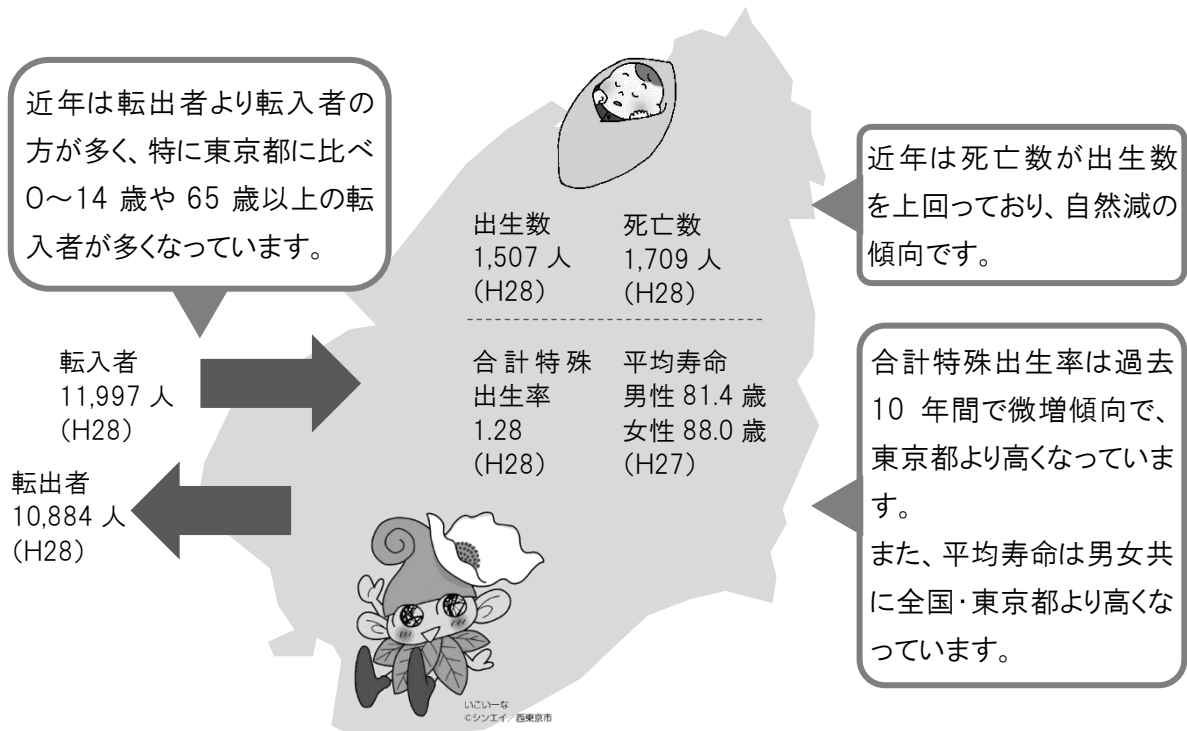 近年は転出者より転入者の
方が多く、特に東京都に比べ
0～14 歳や 65 歳以上の転
入者が多くなっています。
転入者
11,997 人
(H28)
転出者
10,884 人
(H28)
出生数
1,507 人
(H28)
死亡数
1,709 人
(H28)
合計特殊
出生率
1.28
(H28)
平均寿命
男性 81.4 歳
女性 88.0 歳
(H27)
近年は死亡数が出生数
を上回っており、自然減の
傾向です。
合計特殊出生率は過去
10 年間で微増傾向で、
東京都より高くなっていま
す。
また、平均寿命は男女共
に全国・東京都より高くな
っています。
いこいーな
©シンエイ／西東京市